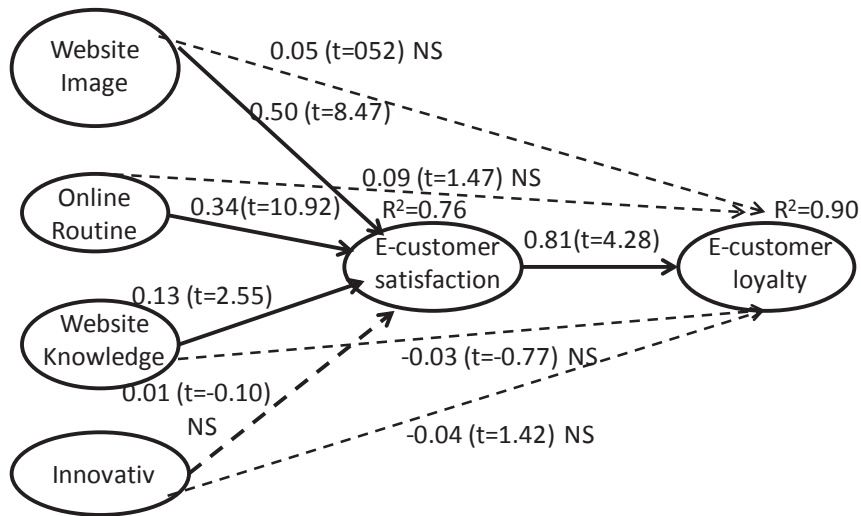 Website
Image
0.05 (t=052) NS
0.50 (t=8.47)
Online
Routine
0.09 (t=1.47) NS
0.34(t=10.92)
R²=0.76
R²=0.90
E-customer
satisfaction
0.81(t=4.28)
E-customer
loyalty
0.13 (t=2.55)
Website
Knowledge
-0.03 (t=-0.77) NS
0.01 (t=-0.10)
NS
-0.04 (t=1.42) NS
Innovativ